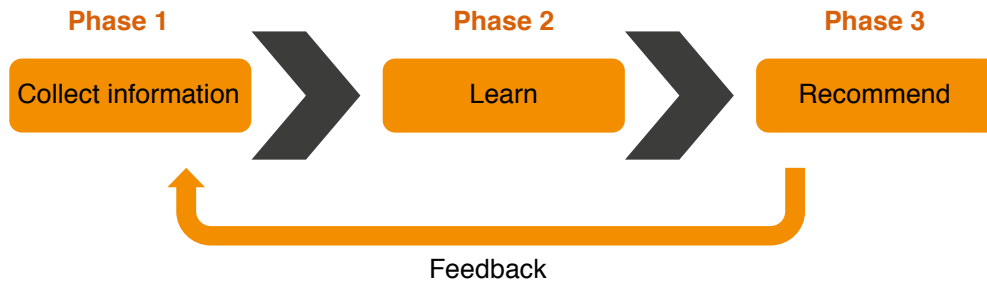 Phase 1
Phase 2
Phase 3
Collect information
Learn
Recommend
Feedback